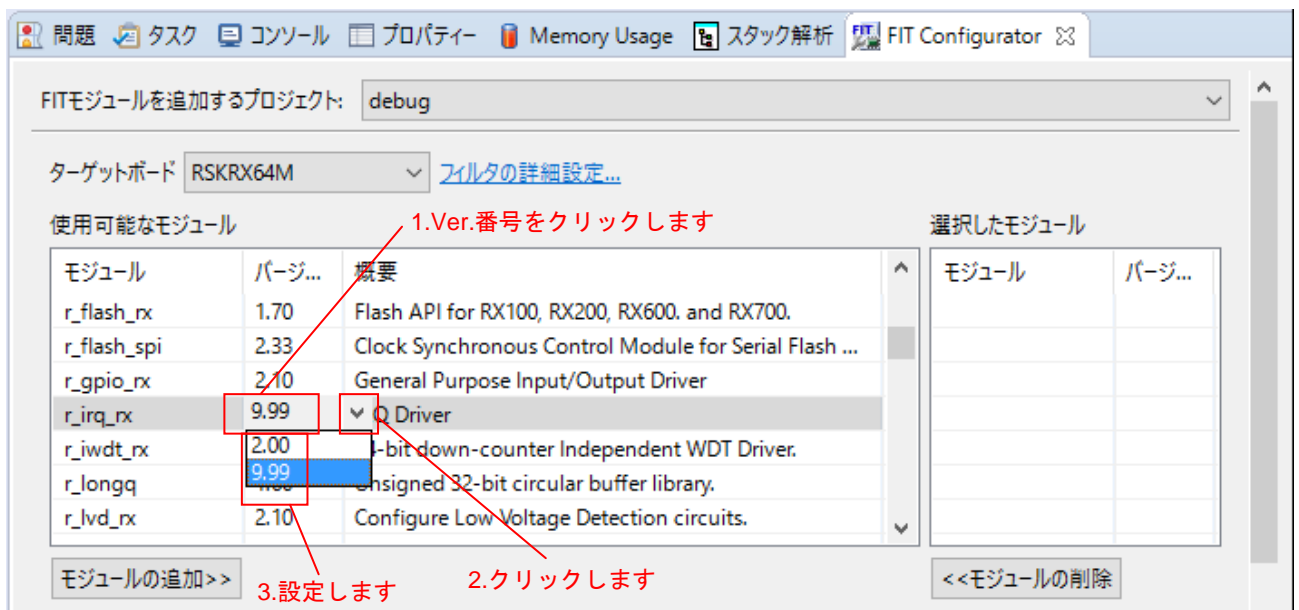 問題 タスク コンソール プロパティー Memory Usage スタック解析 FIT FIT Configurator
FITモジュールを追加するプロジェクト: debug
ターゲットボード RSKRX64M フィルタの詳細設定...
1.Ver.番号をクリックします
使用可能なモジュール 選択したモジュール
モジュール バージ... 概要 モジュール バージ...
r_flash_rx 1.70 Flash API for RX100, RX200, RX600. and RX700.
r_flash_spi 2.33 Clock Synchronous Control Module for Serial Flash ...
r_gpio_rx 2.10 General Purpose Input/Output Driver
r_irq_rx 9.99 Q Driver
r_iwdt_rx 2.00 4-bit down-counter Independent WDT Driver.
r_longq 9.99 Unsigned 32-bit circular buffer library.
r_lvd_rx 2.10 Configure Low Voltage Detection circuits.
モジュールの追加>> 3.設定します 2.クリックします <<モジュールの削除